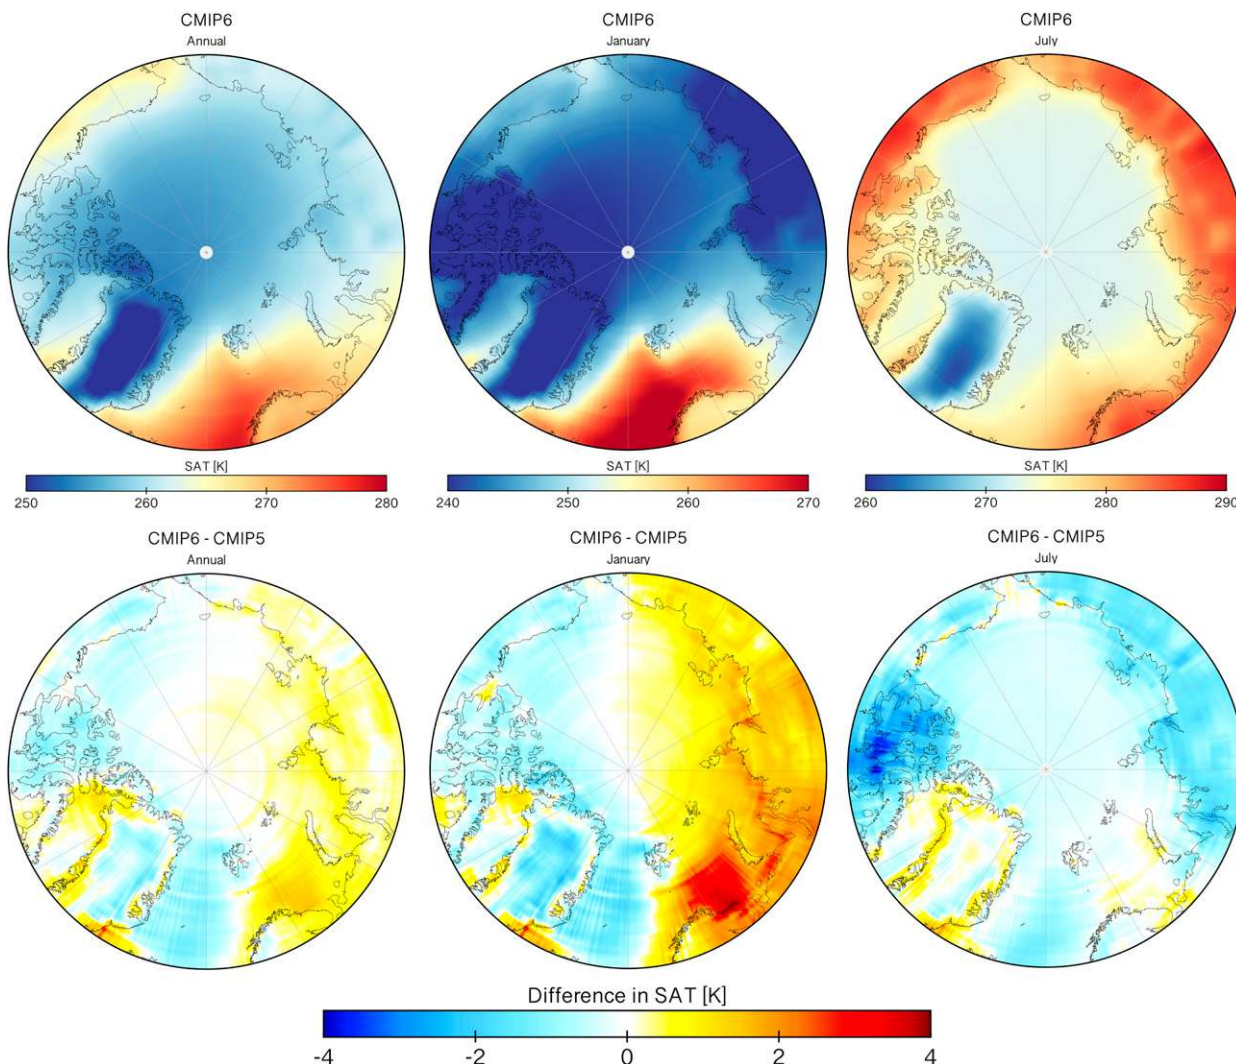 CMIP6 CMIP6 CMIP6
Annual January July
SAT [K] SAT [K] SAT [K]
250 260 270 280 240 250 260 270 260 270 280 290
CMIP6 - CMIP5 CMIP6 - CMIP5 CMIP6 - CMIP5
Annual January July
Difference in SAT [K]
-4 -2 0 2 4